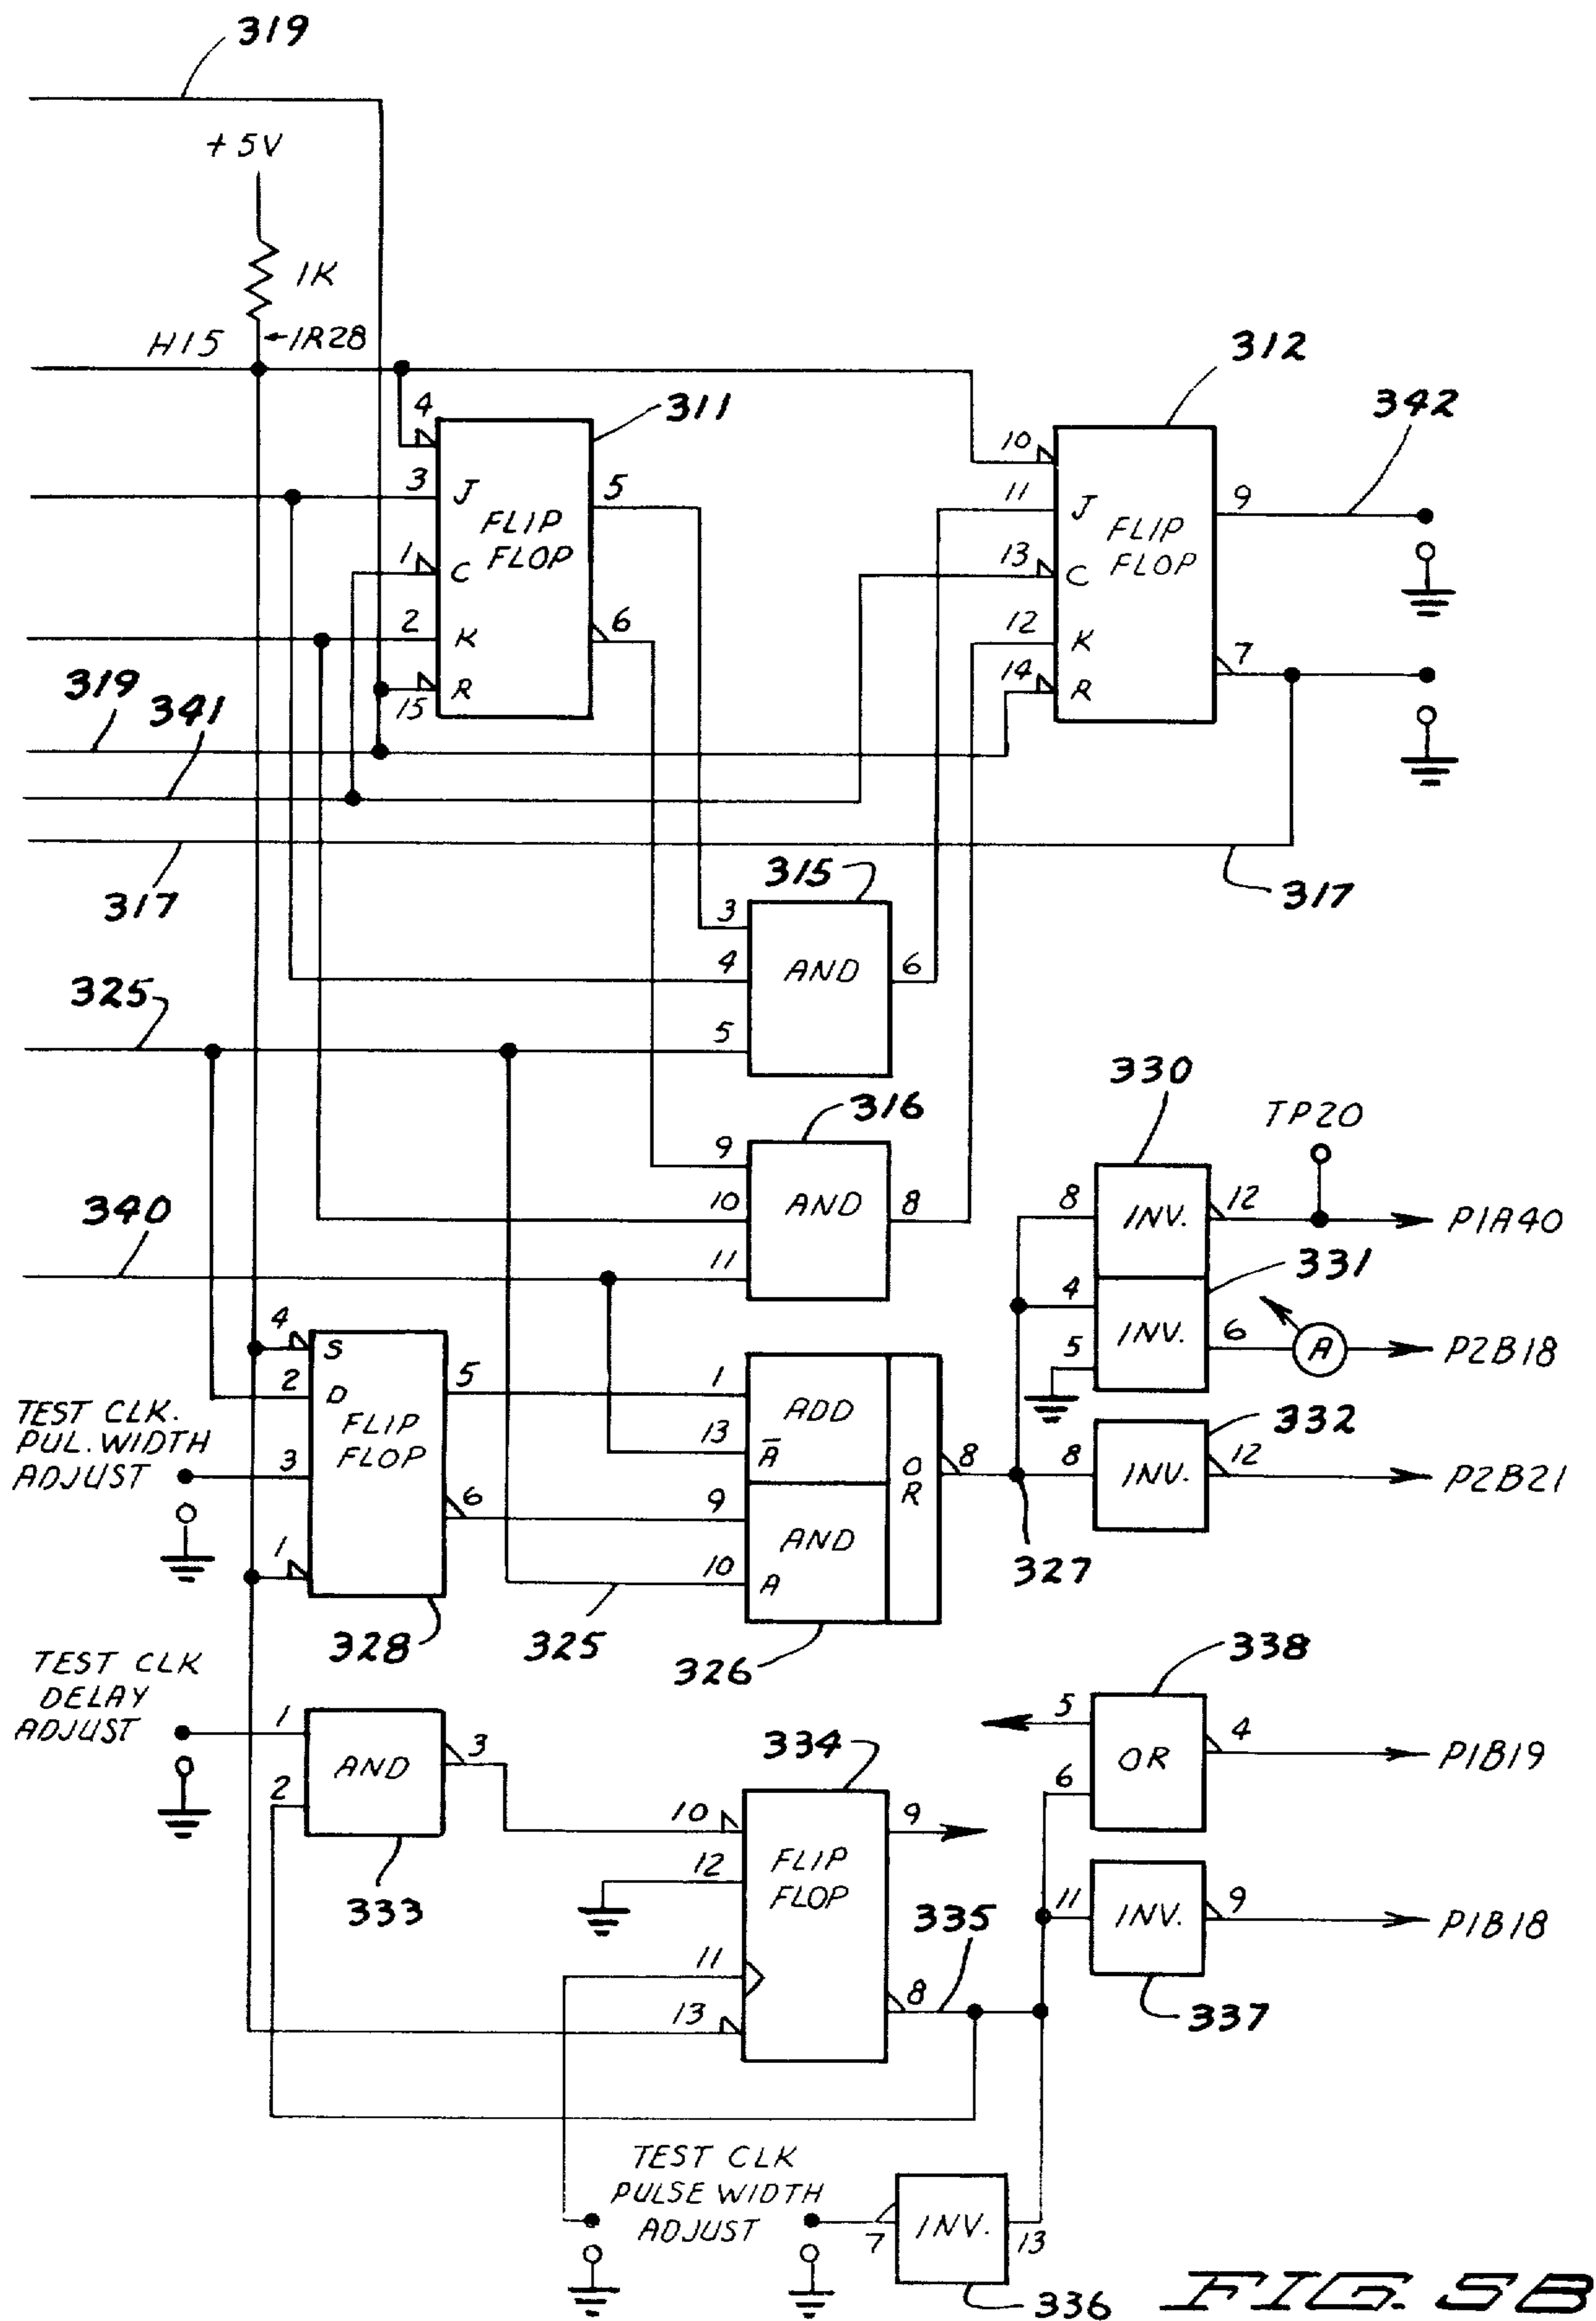 319
+5V
1K
H15
1R28
312
342
311
4
3 J
5
FLIP
FLOP
1 C
2 K
6
15 R
10
11 J
9
FLIP
FLOP
13 C
12 K
14 R
7
319
341
317
317
315
3
4 AND 6
5
325
316
9
10 AND 8
11
340
330
TP20
8 INV. 12 P1A40
331
4
5 INV. 6 A P2B18
332
8 INV. 12 P2B21
4 S
2 D
5
FLIP
FLOP
3
6
1
TEST CLK.
PUL. WIDTH
ADJUST
328
1 ADD
13 A̅
9 AND
10 A
OR
8
327
325
326
TEST CLK
DELAY
ADJUST
1
2 AND 3
333
334
10
12
9
FLIP
FLOP
11
13
8
335
338
5
6 OR 4 P1B19
11 INV. 9 P1B18
337
TEST CLK
PULSE WIDTH
ADJUST
7 INV. 13
336
FIG. 5B